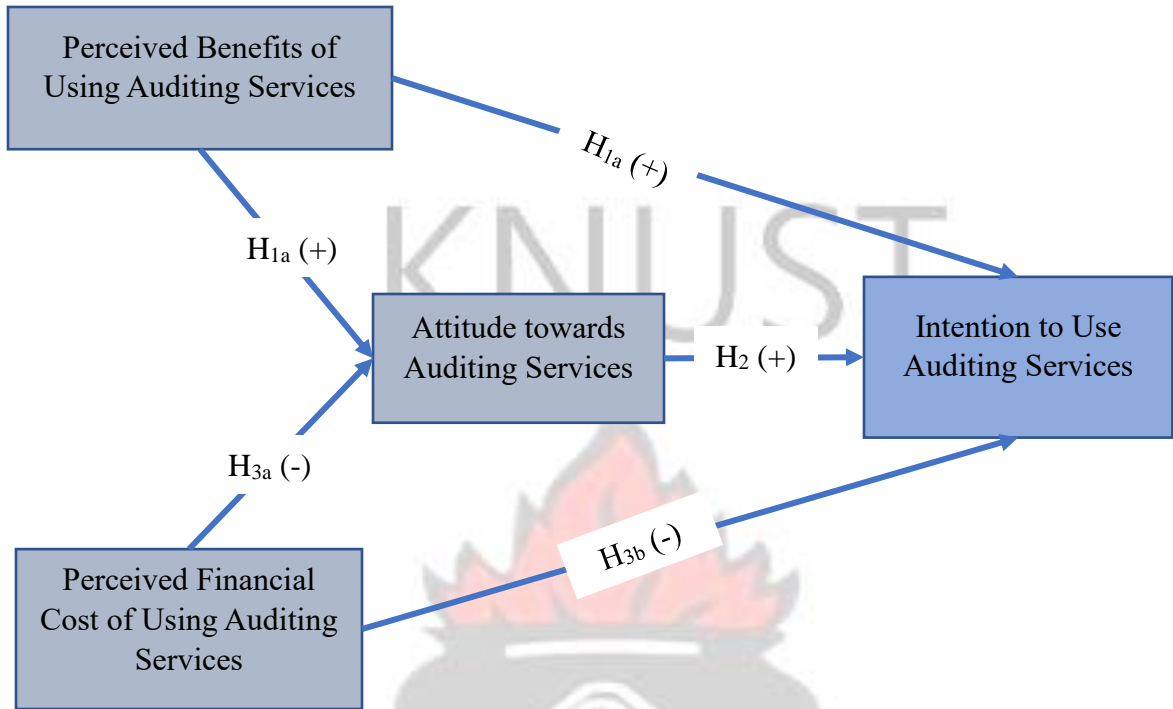 Perceived Benefits of
Using Auditing Services
H1a (+)
H1a (+)
KNUST
Attitude towards
Auditing Services
H2 (+)
Intention to Use
Auditing Services
H3a (-)
H3b (-)
Perceived Financial
Cost of Using Auditing
Services